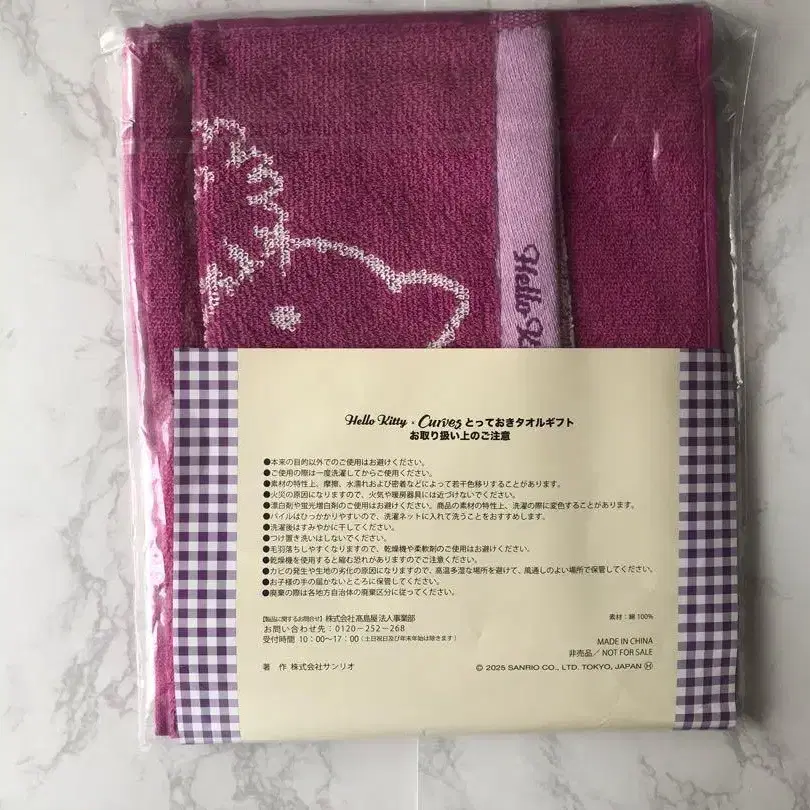 Hello K
Hello Kitty × Curves とっておきタオルギフト
お取り扱い上のご注意
●本来の目的以外でのご使用はお避けください。
●ご使用の際は一度洗濯してからご使用ください。
●素材の特性上、摩擦、水濡れおよび密着などによって若干色移りすることがあります。
●火災の原因になりますので、火気や暖房器具には近づけないでください。
●漂白剤や蛍光増白剤のご使用はお避けください。商品の素材の特性上、洗濯の際に変色することがあります。
●パイルはひっかかりやすいので、洗濯ネットに入れて洗うことをおすすめします。
●洗濯後はすみやかに干してください。
●つけ置き洗いはしないでください。
●毛羽落ちしやすくなりますので、乾燥機や柔軟剤のご使用はお避けください。
●乾燥機を使用すると縮む恐れがありますのでご注意ください。
●カビの発生や生地の劣化の原因になりますので、高温多湿な場所を避けて、風通しのよい場所で保管してください。
●お子様の手の届かないところに保管してください。
●廃棄の際は各地方自治体の廃棄区分に従ってください。
【製品に関するお問合せ】株式会社髙島屋 法人事業部
お問い合わせ先：0120-252-268
受付時間 10：00～17：00（土日祝日及び年末年始は除きます）
素材：綿 100%
MADE IN CHINA
非売品／NOT FOR SALE
著　作 株式会社サンリオ
© 2025 SANRIO CO., LTD. TOKYO, JAPAN Ⓗ